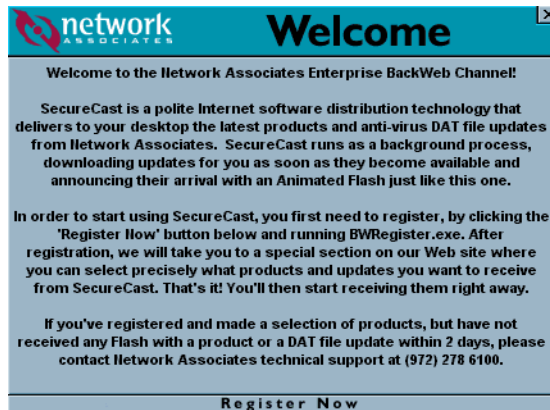 network
ASSOCIATES
Welcome
Welcome to the Network Associates Enterprise BackWeb Channel!
SecureCast is a polite Internet software distribution technology that
delivers to your desktop the latest products and anti-virus DAT file updates
from Network Associates. SecureCast runs as a background process,
downloading updates for you as soon as they become available and
announcing their arrival with an Animated Flash just like this one.
In order to start using SecureCast, you first need to register, by clicking the
'Register Now' button below and running BWRegister.exe. After
registration, we will take you to a special section on our Web site where
you can select precisely what products and updates you want to receive
from SecureCast. That's it! You'll then start receiving them right away.
If you've registered and made a selection of products, but have not
received any Flash with a product or a DAT file update within 2 days, please
contact Network Associates technical support at (972) 278 6100.
Register Now